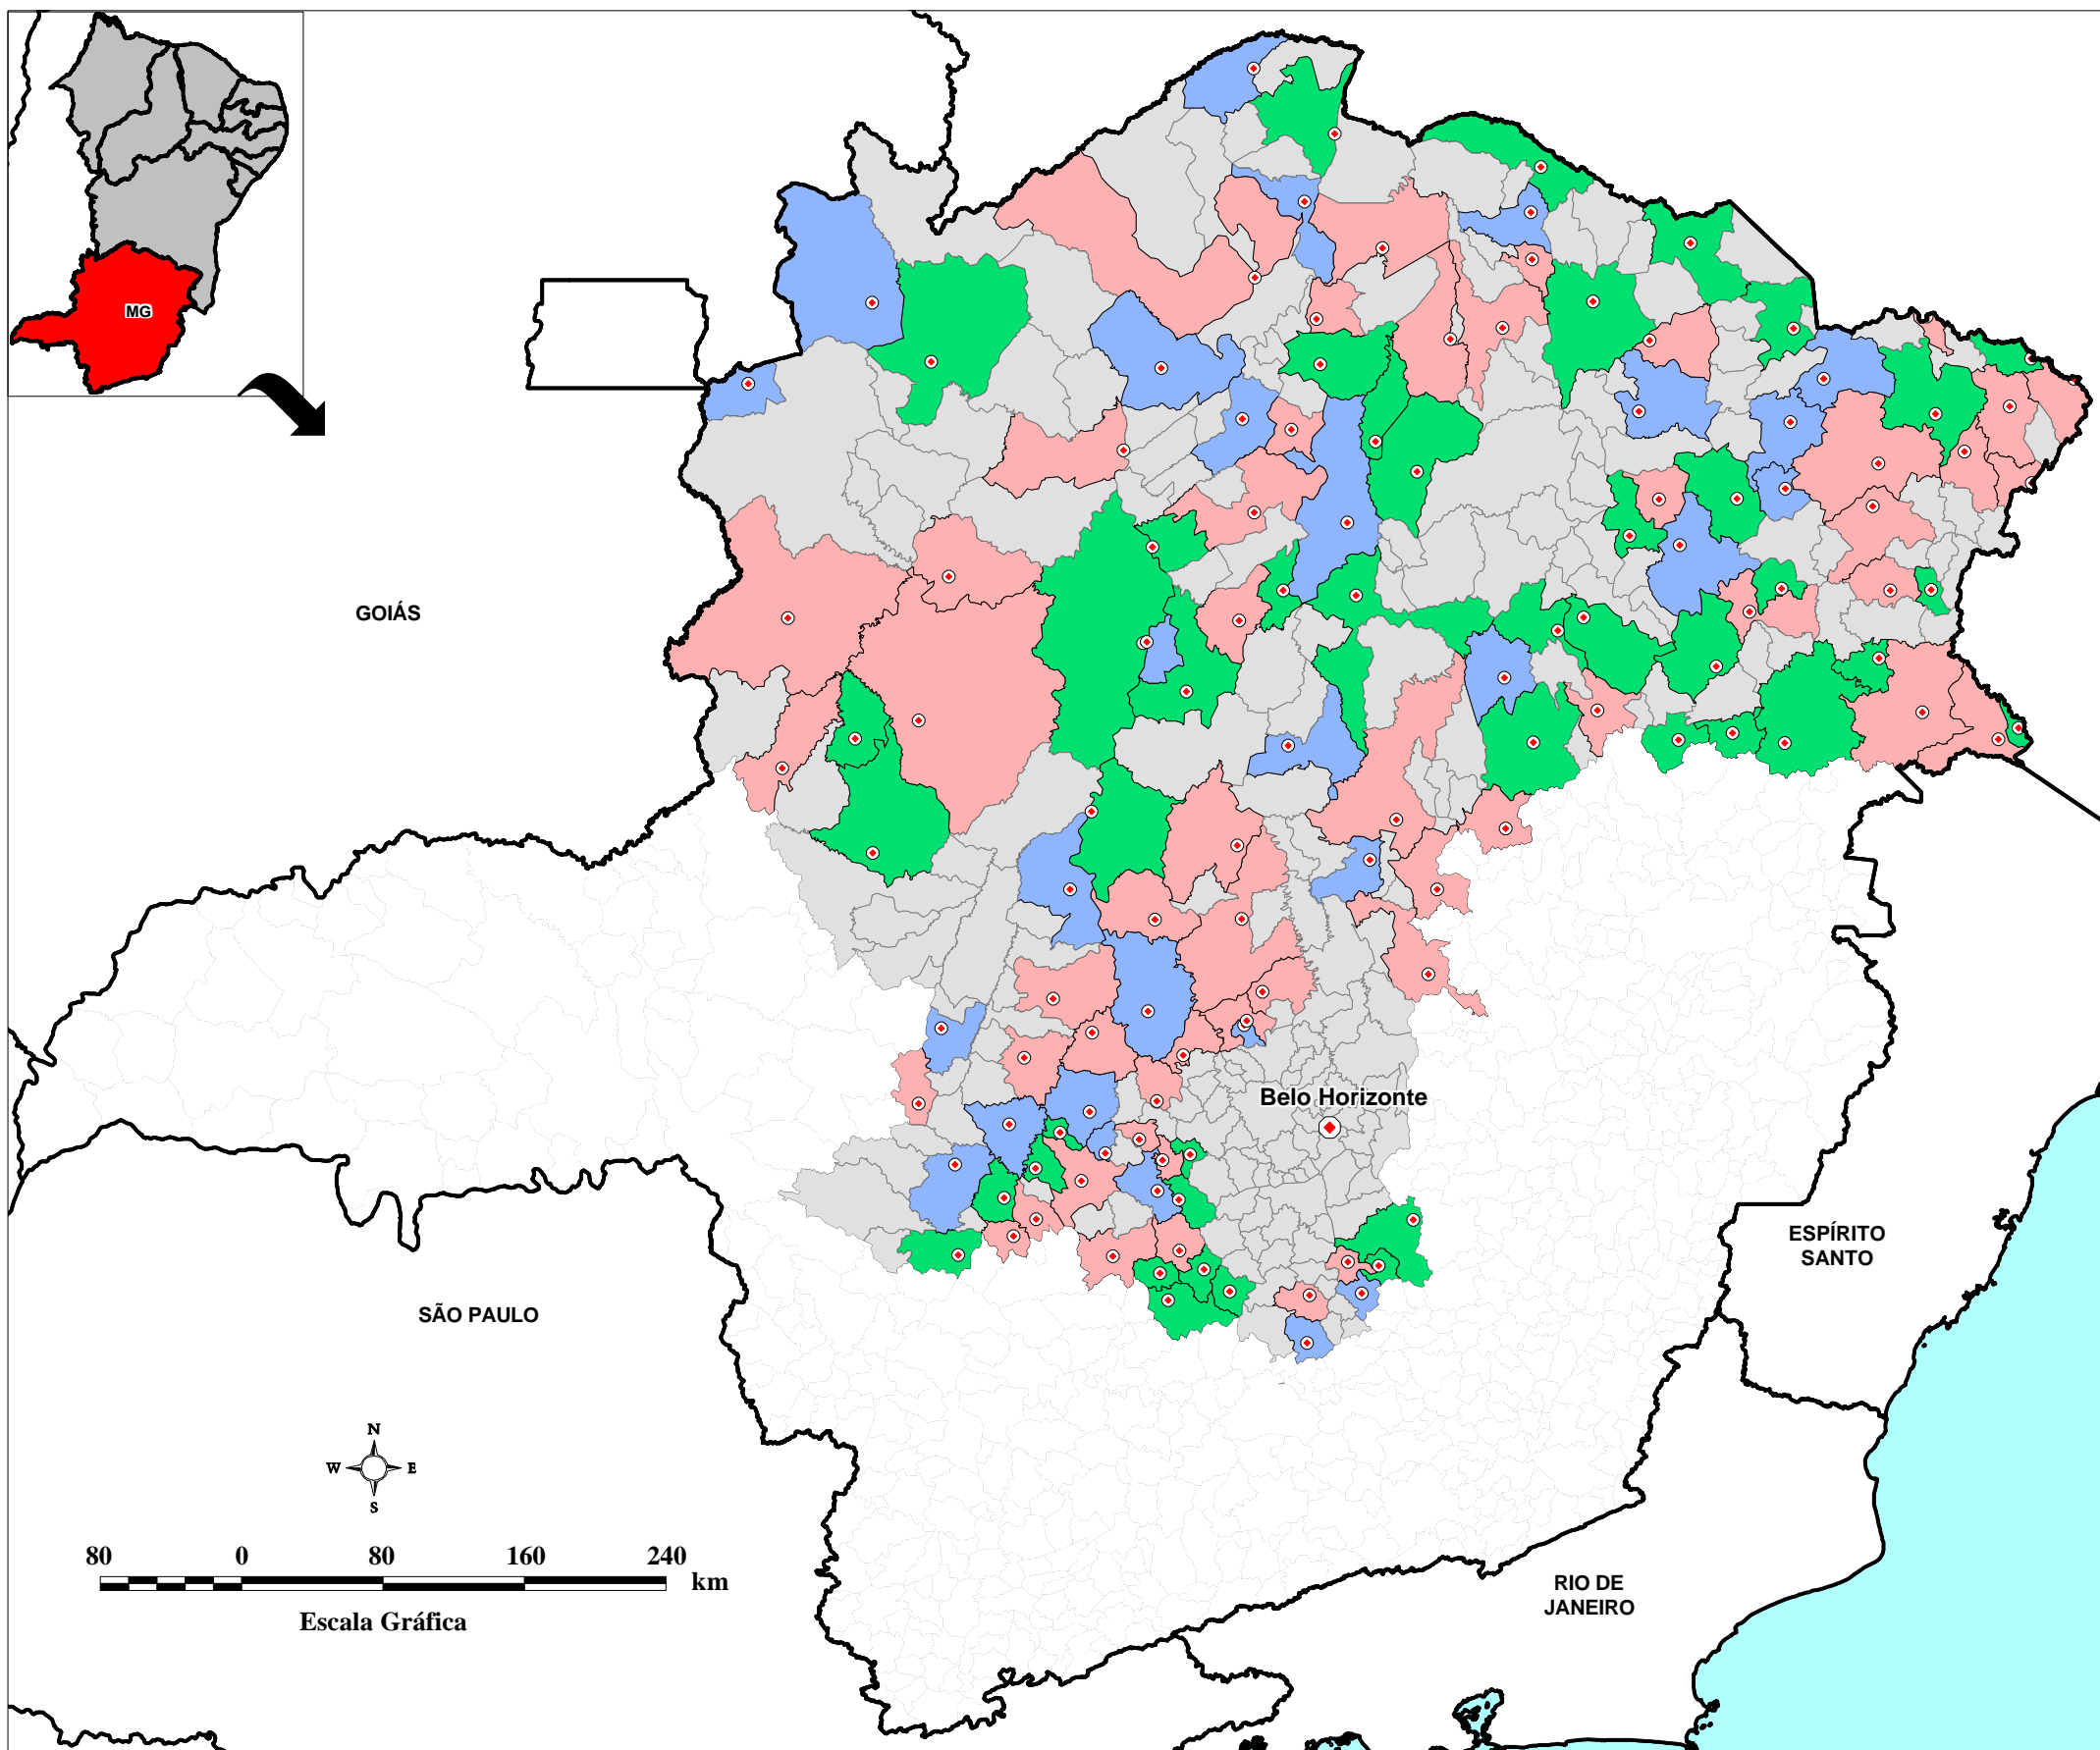 MG
GOIÁS
Belo Horizonte
ESPÍRITO
SANTO
SÃO PAULO
N
W E
S
80 0 80 160 240
km
Escala Gráfica
RIO DE
JANEIRO